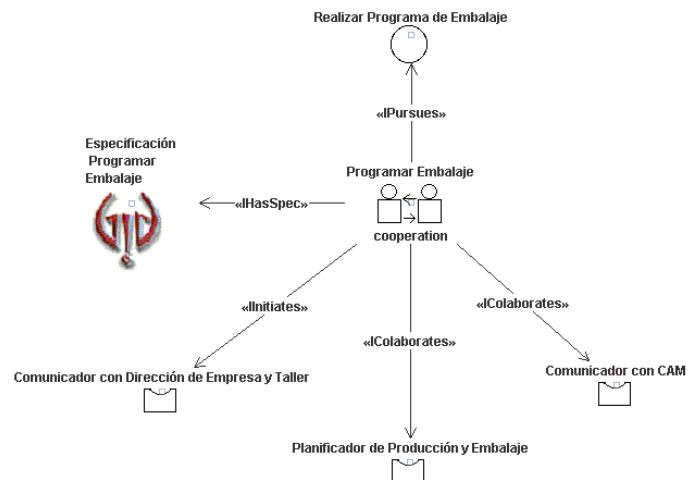 Realizar Programa de Embalaje
«IPursues»
Especificación
Programar
Embalaje
Programar Embalaje
«IHasSpec»
cooperation
«IInitiates»
«IColaborates»
«IColaborates»
Comunicador con Dirección de Empresa y Taller
Comunicador con CAM
Planificador de Producción y Embalaje